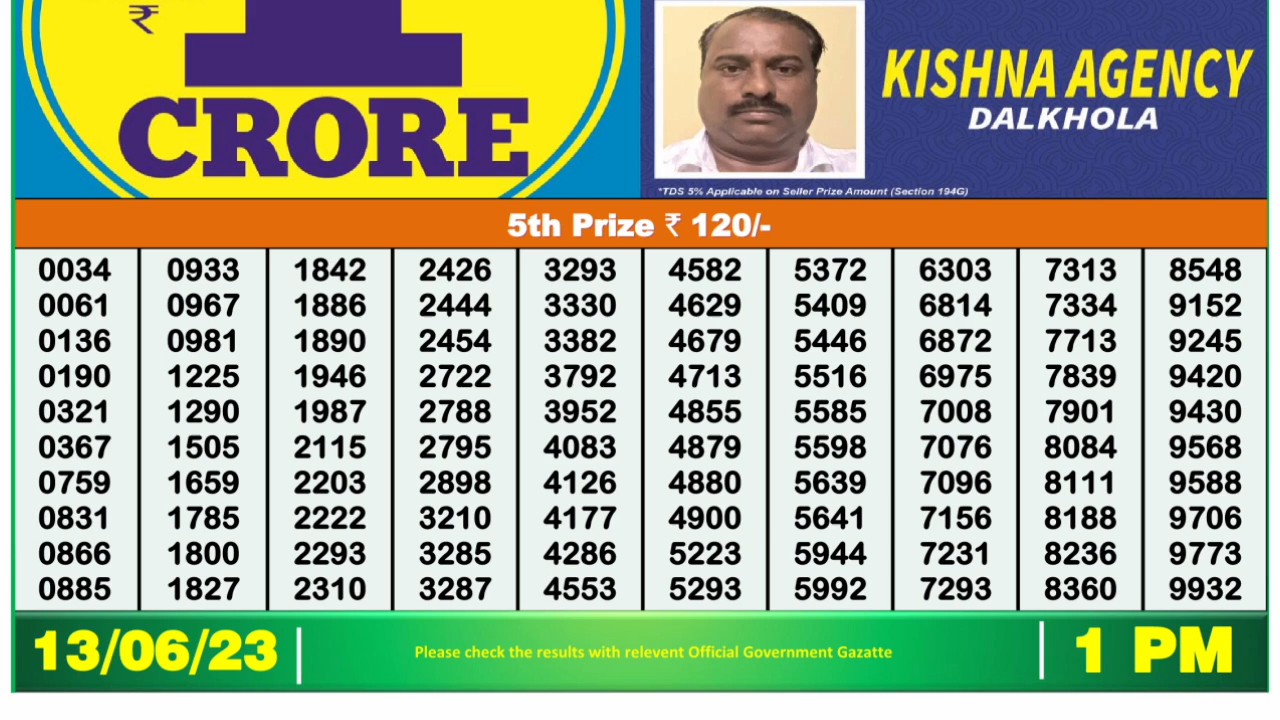 ₹
1
CRORE
KISHNA AGENCY
DALKHOLA
*TDS 5% Applicable on Seller Prize Amount (Section 194G)
5th Prize ₹ 120/-
0034 0933 1842 2426 3293 4582 5372 6303 7313 8548
0061 0967 1886 2444 3330 4629 5409 6814 7334 9152
0136 0981 1890 2454 3382 4679 5446 6872 7713 9245
0190 1225 1946 2722 3792 4713 5516 6975 7839 9420
0321 1290 1987 2788 3952 4855 5585 7008 7901 9430
0367 1505 2115 2795 4083 4879 5598 7076 8084 9568
0759 1659 2203 2898 4126 4880 5639 7096 8111 9588
0831 1785 2222 3210 4177 4900 5641 7156 8188 9706
0866 1800 2293 3285 4286 5223 5944 7231 8236 9773
0885 1827 2310 3287 4553 5293 5992 7293 8360 9932
13/06/23
Please check the results with relevent Official Government Gazatte
1 PM